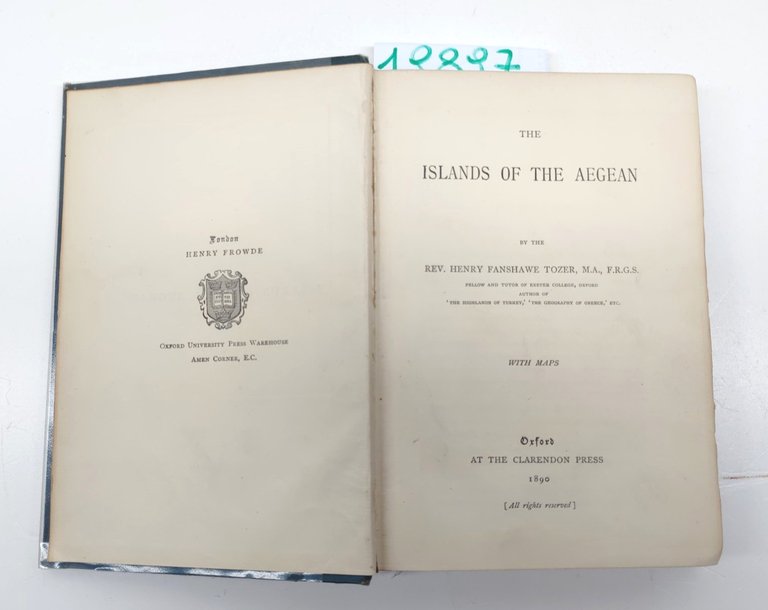 19897
London
HENRY FROWDE
OXFORD UNIVERSITY PRESS WAREHOUSE
AMEN CORNER, E.C.
THE
ISLANDS OF THE AEGEAN
BY THE
REV. HENRY FANSHAWE TOZER, M.A., F.R.G.S.
FELLOW AND TUTOR OF EXETER COLLEGE, OXFORD
AUTHOR OF
'THE HIGHLANDS OF TURKEY,' 'THE GEOGRAPHY OF GREECE,' ETC.
WITH MAPS
Oxford
AT THE CLARENDON PRESS
1890
[All rights reserved]